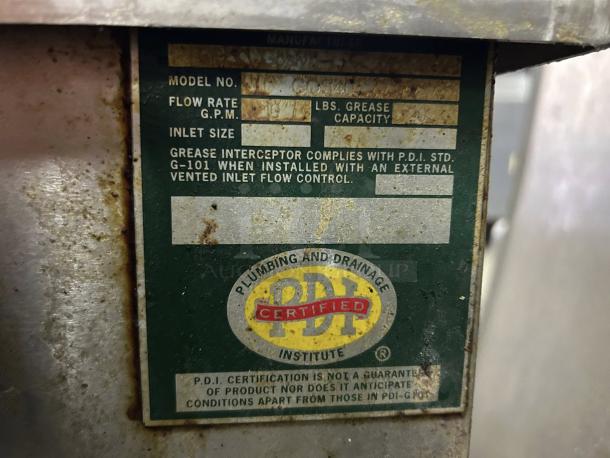 MANUFACTURER
MODEL NO.
FLOW RATE
G.P.M.
LBS. GREASE
CAPACITY
INLET SIZE
GREASE INTERCEPTOR COMPLIES WITH P.D.I. STD.
G-101 WHEN INSTALLED WITH AN EXTERNAL
VENTED INLET FLOW CONTROL.
PLUMBING AND DRAINAGE
PDI
CERTIFIED
INSTITUTE
®
P.D.I. CERTIFICATION IS NOT A GUARANTEE
OF PRODUCT NOR DOES IT ANTICIPATE
CONDITIONS APART FROM THOSE IN PDI-G101